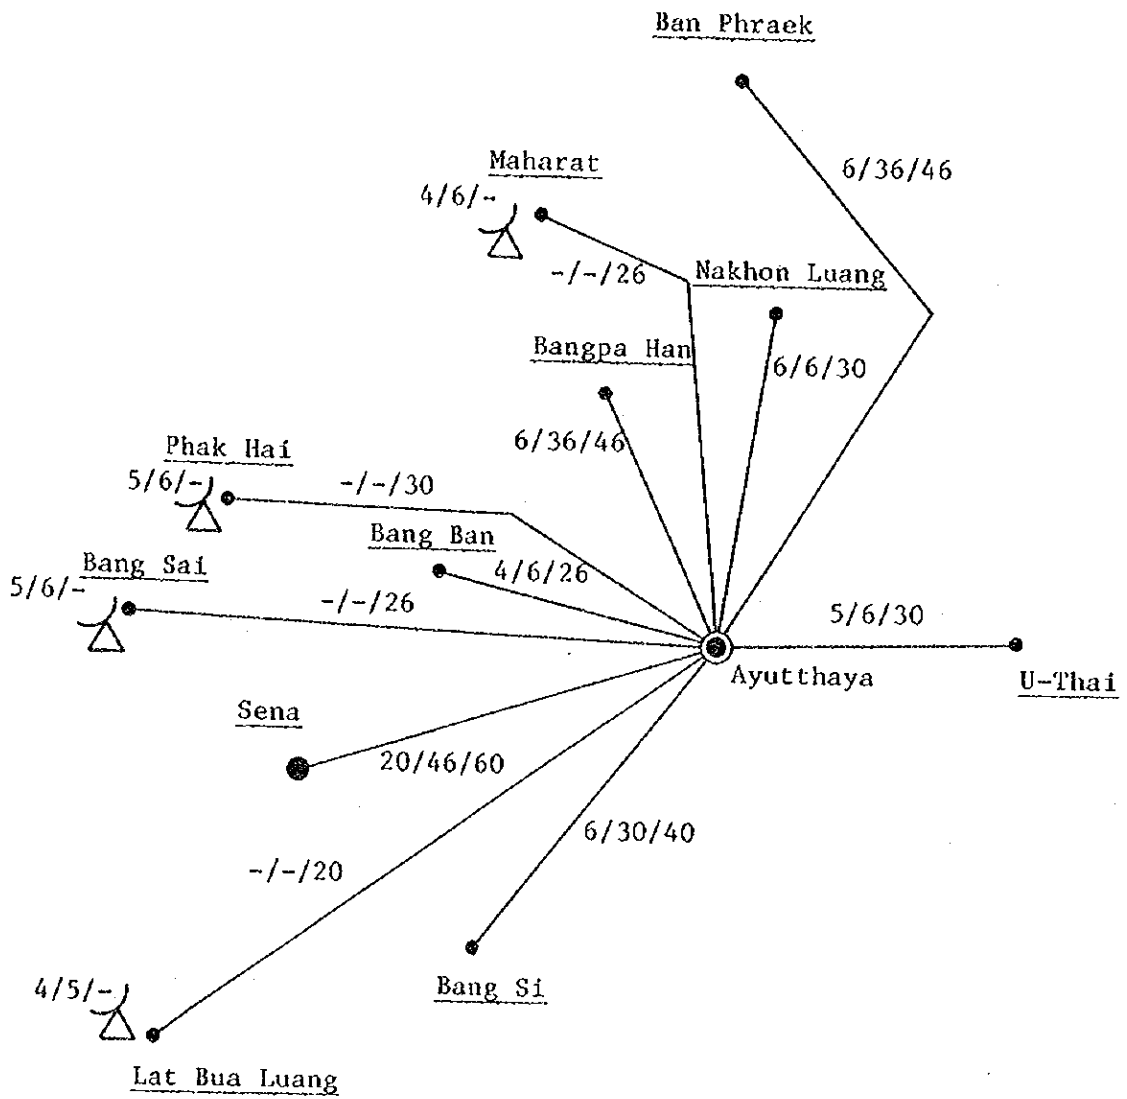 Ban Phraek
6/36/46
Maharat
4/6/-
-/-/26
Nakhon Luang
Bangpa Han
6/6/30
6/36/46
Phak Hai
5/6/-
-/-/30
Bang Ban
Bang Sai
4/6/26
5/6/-
-/-/26
5/6/30
Ayutthaya
U-Thai
Sena
20/46/60
6/30/40
-/-/20
Bang Si
4/5/-
Lat Bua Luang